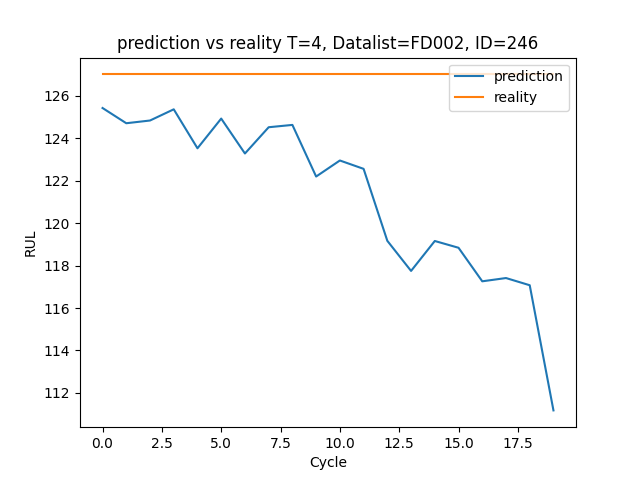 prediction vs reality T=4, Datalist=FD002, ID=246
prediction
reality
126
124
122
120
118
116
114
112
RUL
0.0 2.5 5.0 7.5 10.0 12.5 15.0 17.5
Cycle